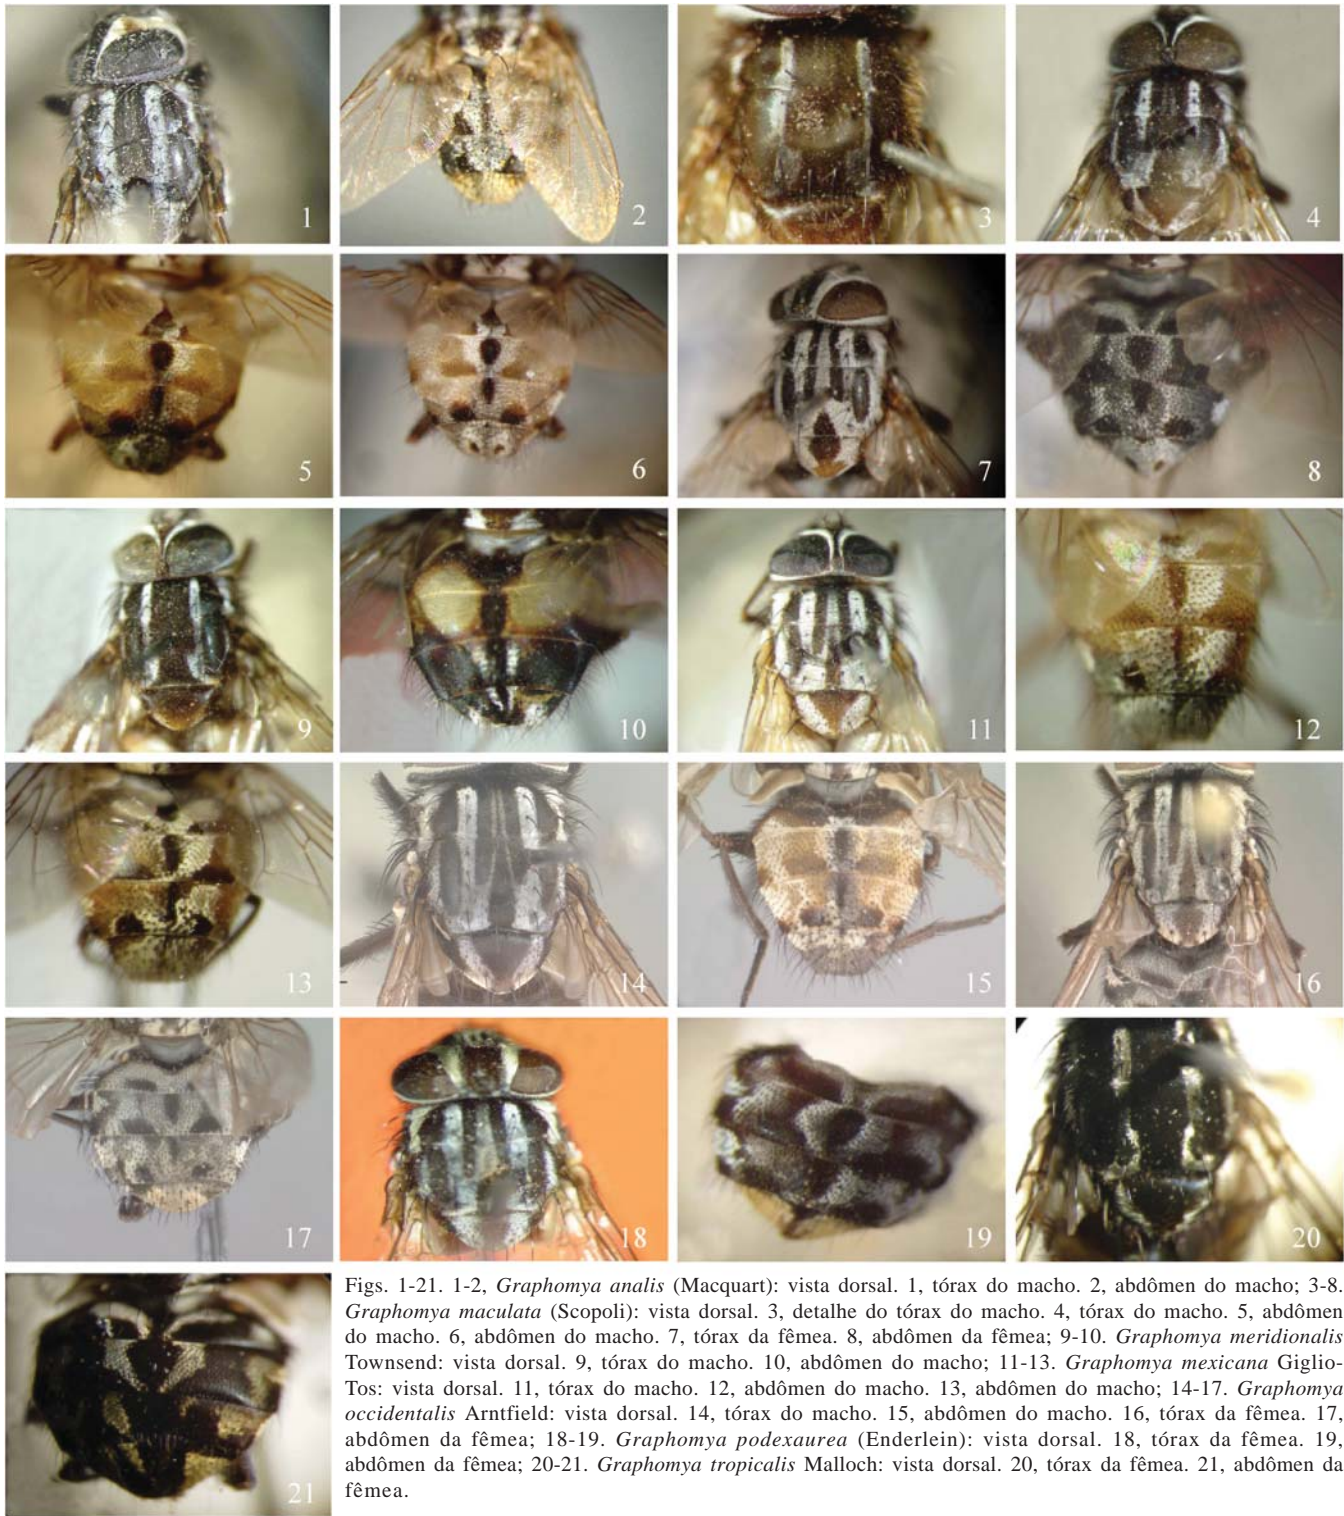 1 2 3 4
5 6 7 8
9 10 11 12
13 14 15 16
17 18 19 20
21
Figs. 1-21. 1-2, Graphomya analis (Macquart): vista dorsal. 1, tórax do macho. 2, abdômen do macho; 3-8.
Graphomya maculata (Scopoli): vista dorsal. 3, detalhe do tórax do macho. 4, tórax do macho. 5, abdômen
do macho. 6, abdômen do macho. 7, tórax da fêmea. 8, abdômen da fêmea; 9-10. Graphomya meridionalis
Townsend: vista dorsal. 9, tórax do macho. 10, abdômen do macho; 11-13. Graphomya mexicana Giglio-
Tos: vista dorsal. 11, tórax do macho. 12, abdômen do macho. 13, abdômen do macho; 14-17. Graphomya
occidentalis Arntfield: vista dorsal. 14, tórax do macho. 15, abdômen do macho. 16, tórax da fêmea. 17,
abdômen da fêmea; 18-19. Graphomya podexaurea (Enderlein): vista dorsal. 18, tórax da fêmea. 19,
abdômen da fêmea; 20-21. Graphomya tropicalis Malloch: vista dorsal. 20, tórax da fêmea. 21, abdômen da
fêmea.